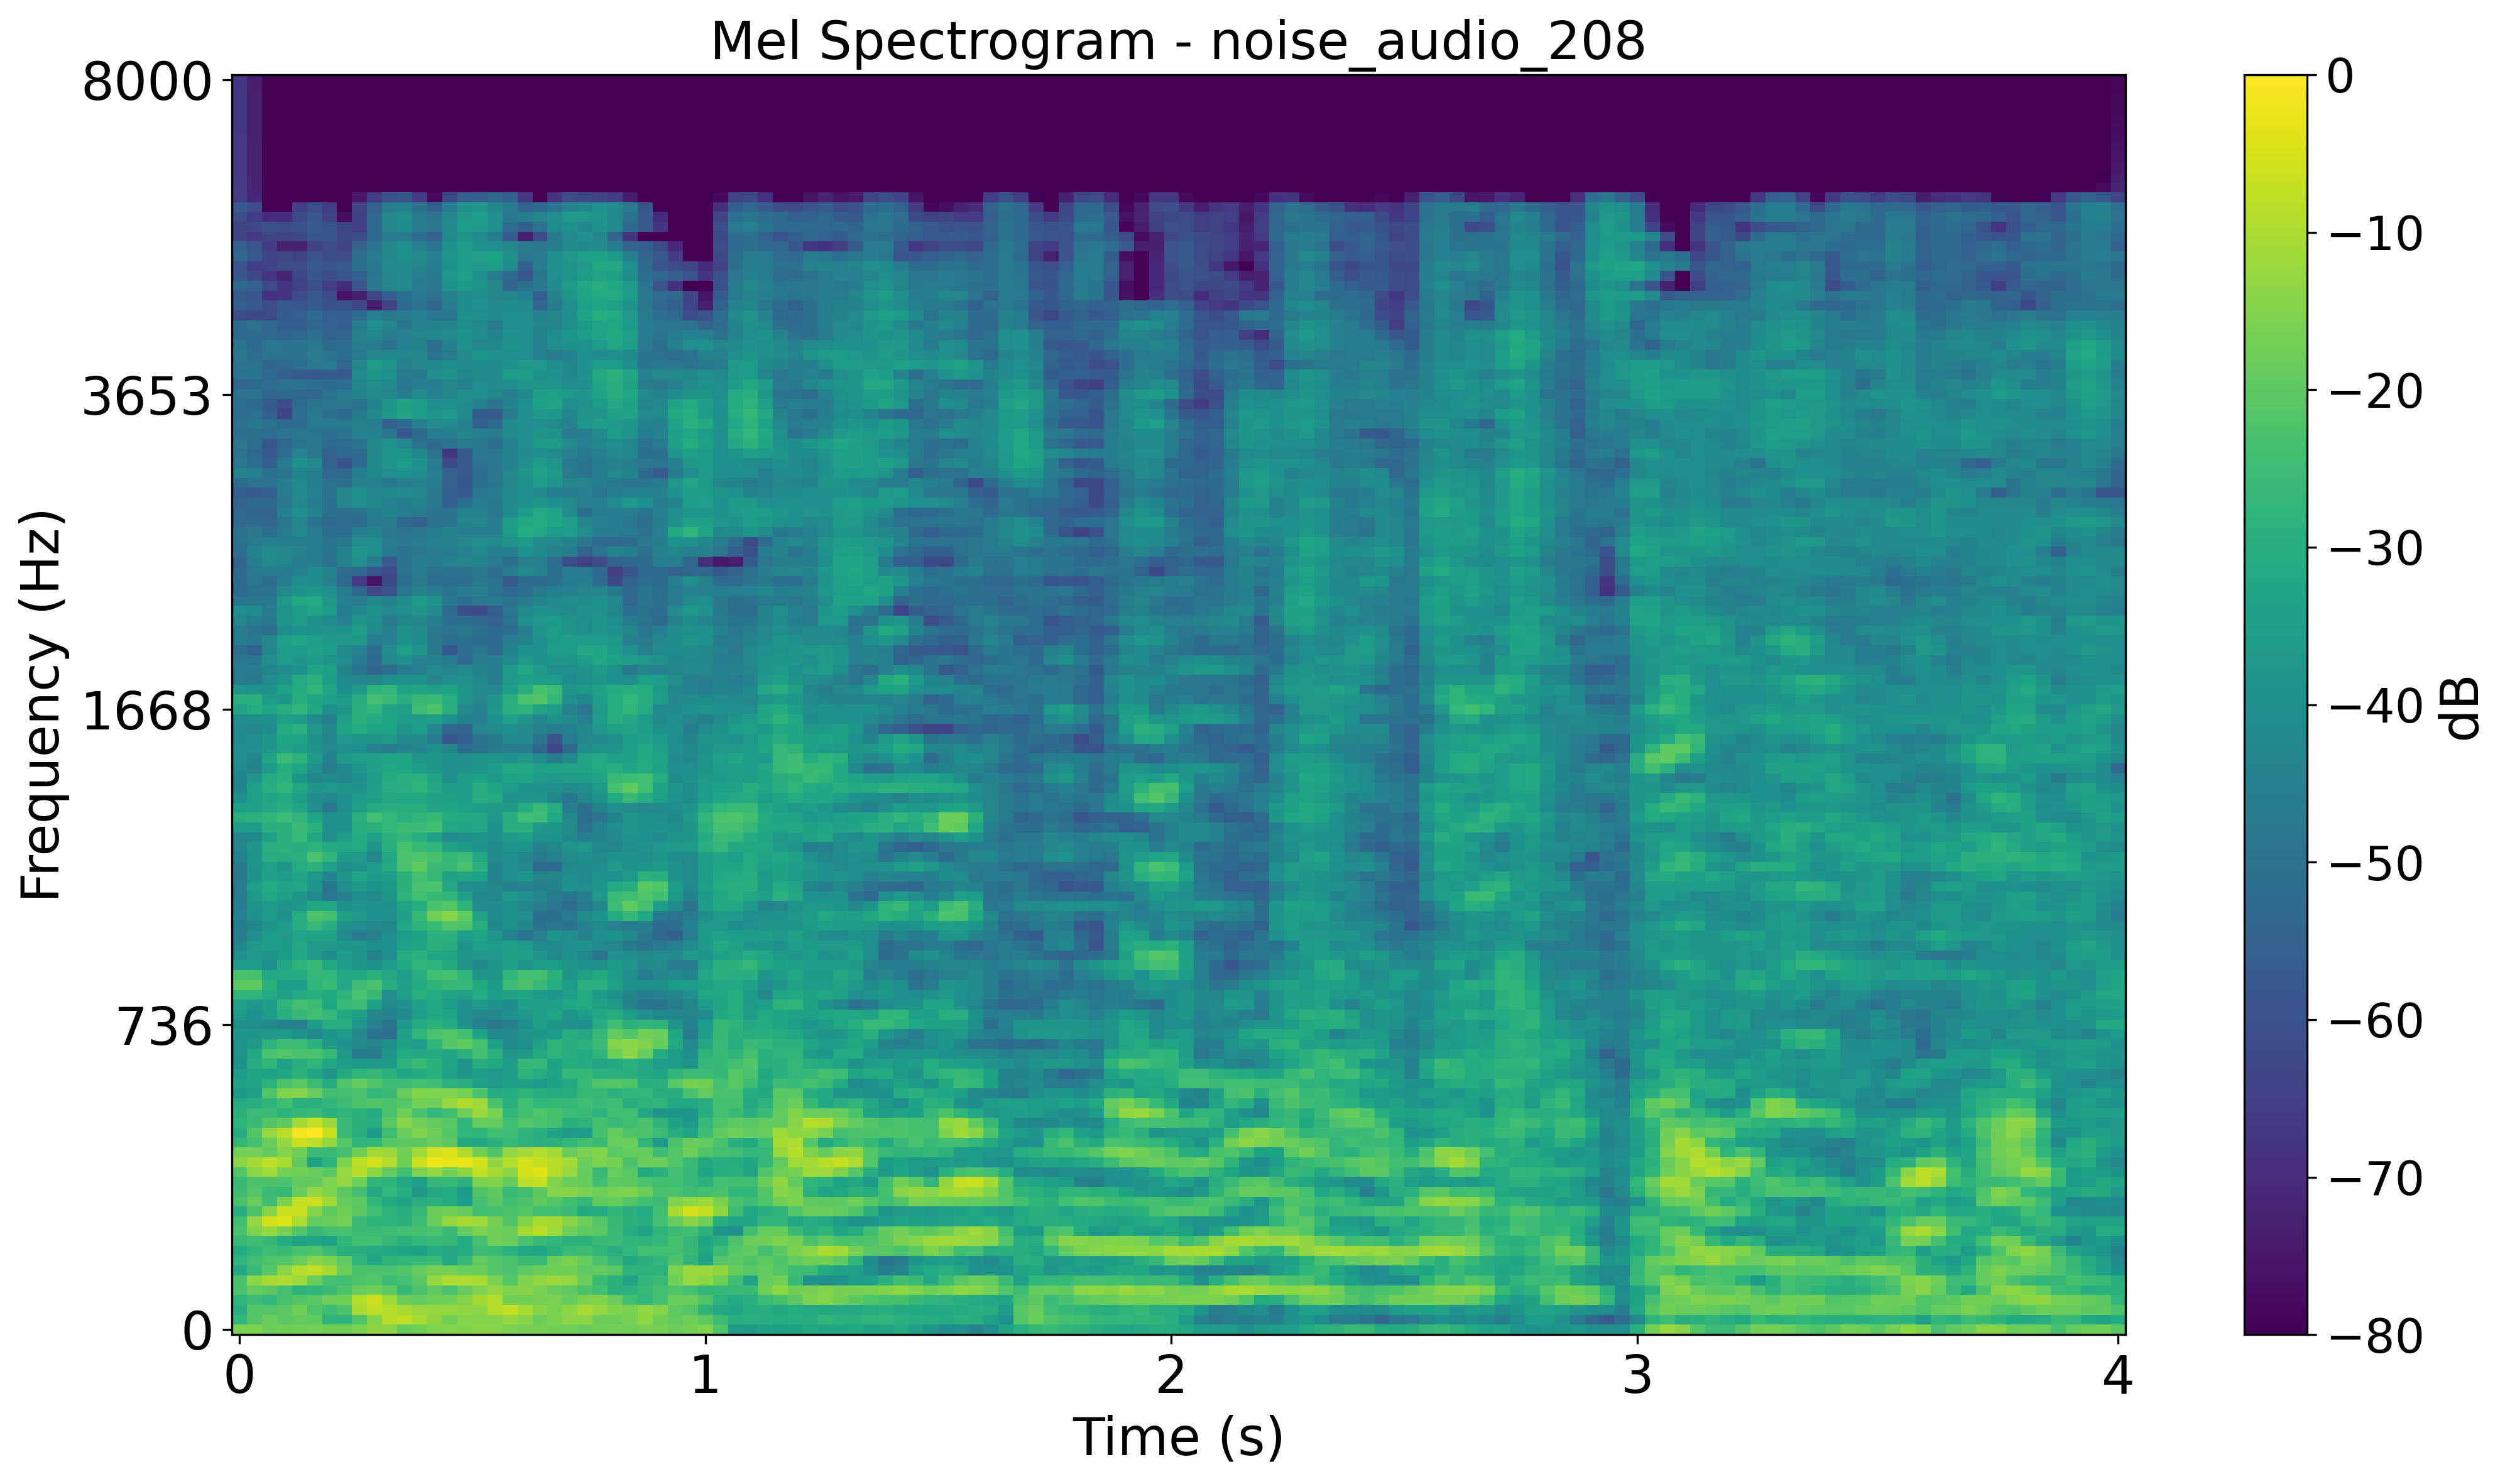 Mel Spectrogram - noise_audio_208
Frequency (Hz)
8000
3653
1668
736
0
0 1 2 3 4
Time (s)
0
−10
−20
−30
−40
−50
−60
−70
−80
dB